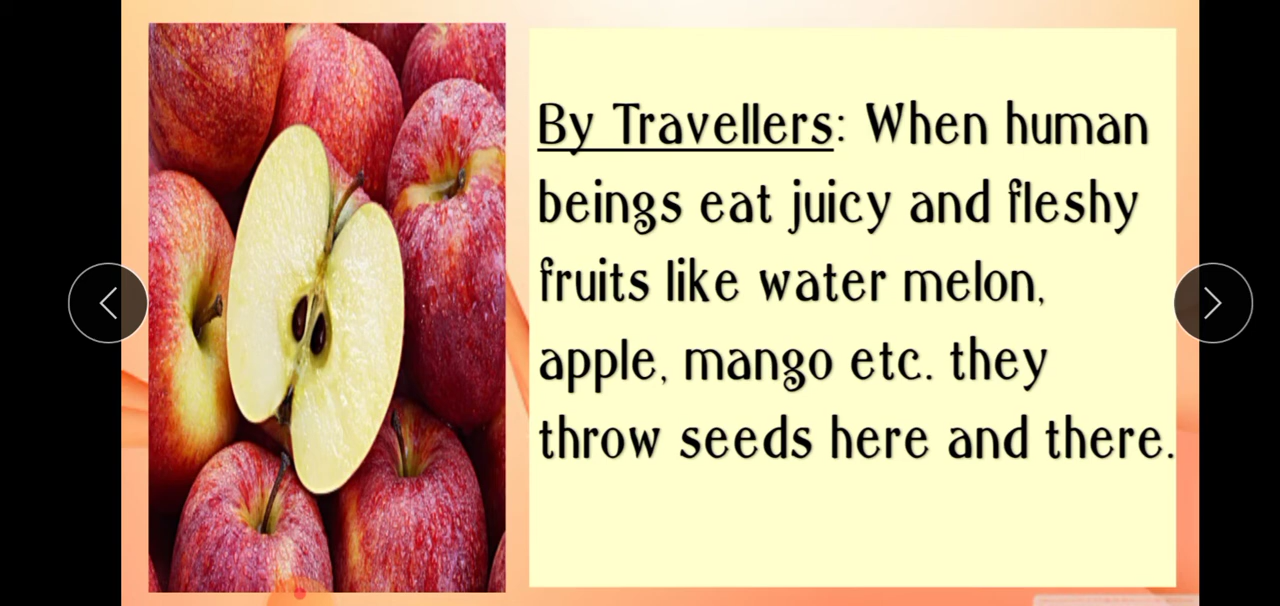 By Travellers: When human
beings eat juicy and fleshy
fruits like water melon,
apple, mango etc. they
throw seeds here and there.